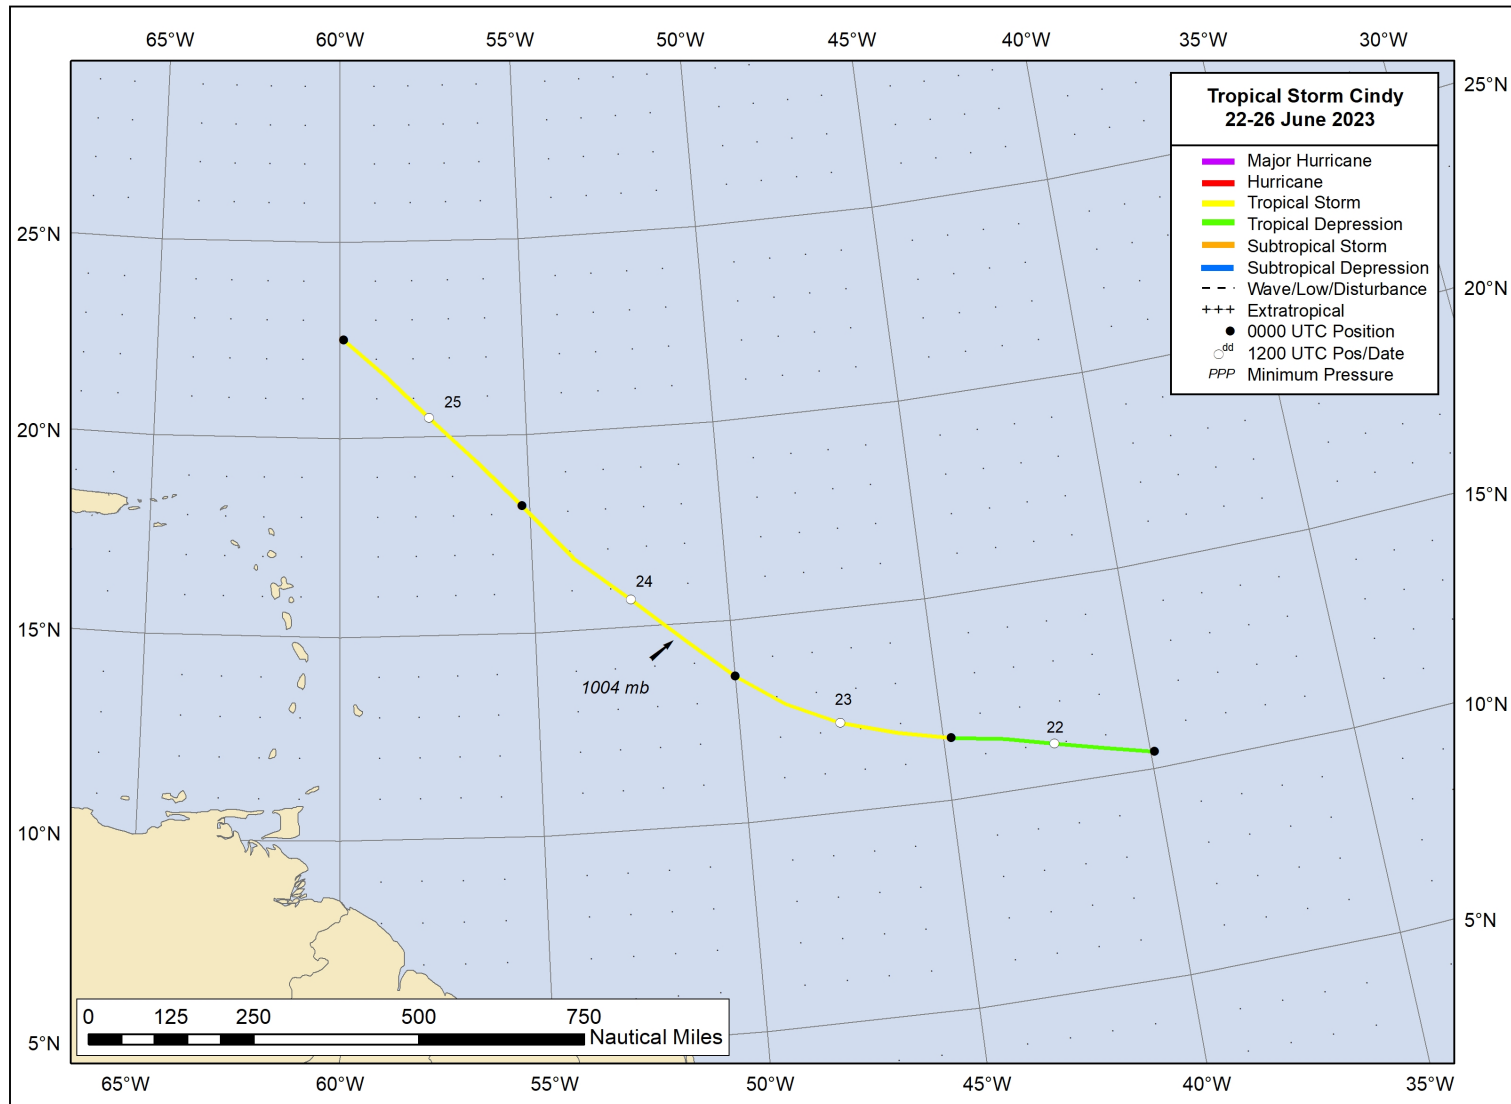 65°W 60°W 55°W 50°W 45°W 40°W 35°W 30°W
25°N
Tropical Storm Cindy
22-26 June 2023
Major Hurricane
Hurricane
Tropical Storm
Tropical Depression
Subtropical Storm
Subtropical Depression
Wave/Low/Disturbance
+++ Extratropical
0000 UTC Position
dd 1200 UTC Pos/Date
PPP Minimum Pressure
25°N
20°N
25
20°N
15°N
24
15°N
1004 mb
23
10°N
22
10°N
5°N
0 125 250 500 750
Nautical Miles
5°N
65°W 60°W 55°W 50°W 45°W 40°W 35°W